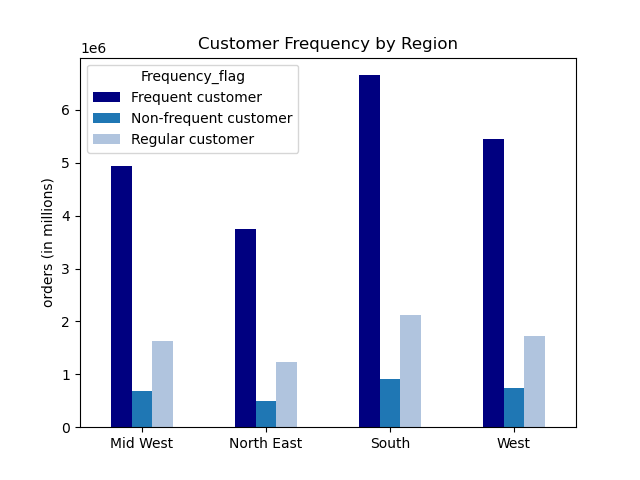 Customer Frequency by Region
1e6
Frequency_flag
Frequent customer
Non-frequent customer
Regular customer
orders (in millions)
6
5
4
3
2
1
0
Mid West
North East
South
West